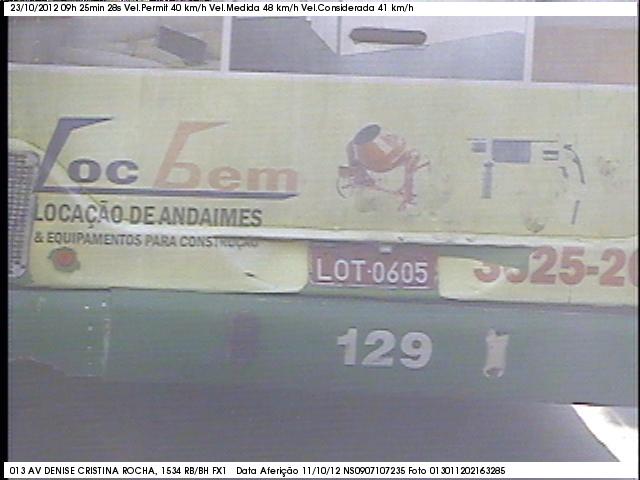 23/10/2012 09h 25min 28s Vel.Permit 40 km/h Vel.Medida 48 km/h Vel.Considerada 41 km/h
Loc Bem
LOCAÇÃO DE ANDAIMES
& EQUIPAMENTOS PARA CONSTRUÇÃO
LOT·0605
129
013 AV DENISE CRISTINA ROCHA, 1534 RB/BH FX1 Data Aferição 11/10/12 NS0907107235 Foto 013011202163285